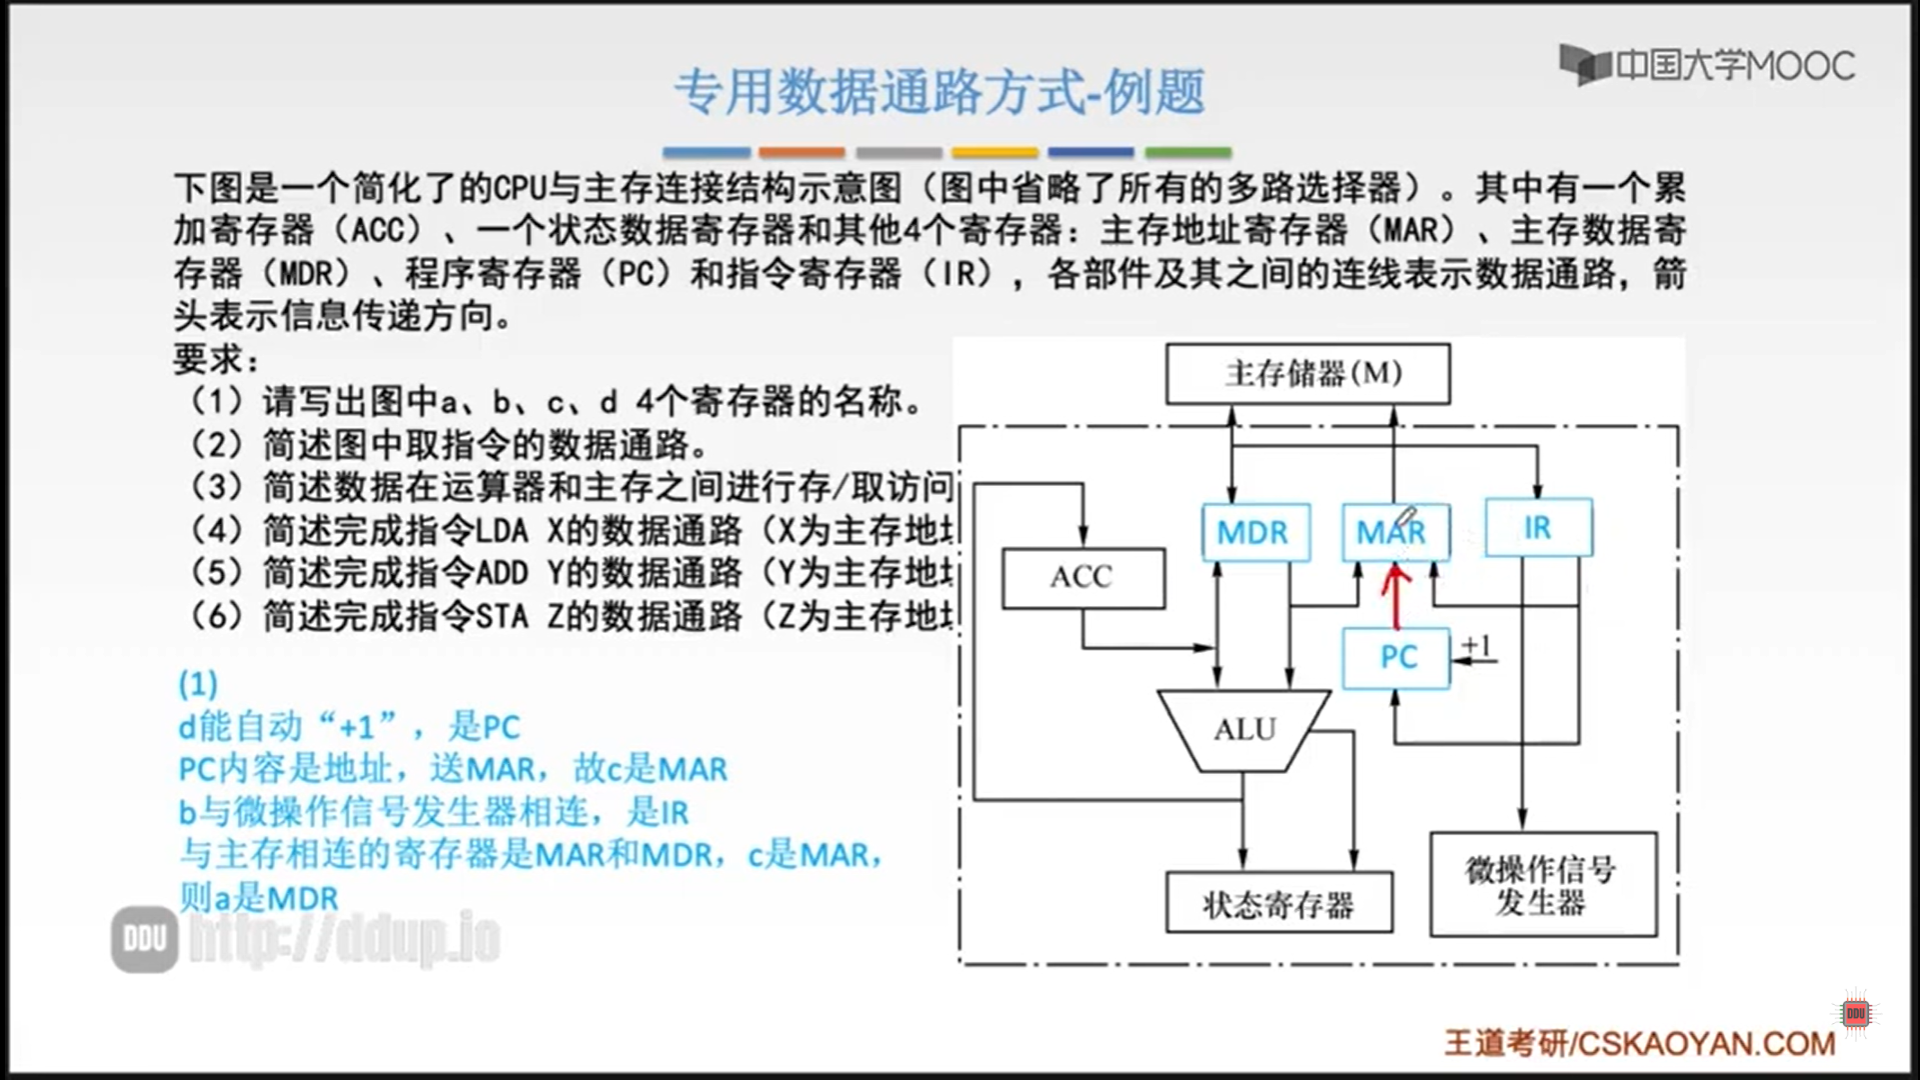 中国大学MOOC
专用数据通路方式-例题
下图是一个简化了的CPU与主存连接结构示意图（图中省略了所有的多路选择器）。其中有一个累
加寄存器（ACC）、一个状态数据寄存器和其他4个寄存器：主存地址寄存器（MAR）、主存数据寄
存器（MDR）、程序寄存器（PC）和指令寄存器（IR），各部件及其之间的连线表示数据通路，箭
头表示信息传递方向。
要求：
（1）请写出图中a、b、c、d 4个寄存器的名称。
（2）简述图中取指令的数据通路。
（3）简述数据在运算器和主存之间进行存/取访问
（4）简述完成指令LDA X的数据通路（X为主存地
（5）简述完成指令ADD Y的数据通路（Y为主存地
（6）简述完成指令STA Z的数据通路（Z为主存地
主存储器(M)
MDR
MAR
IR
ACC
PC
+1
ALU
状态寄存器
微操作信号
发生器
(1)
d能自动“+1”，是PC
PC内容是地址，送MAR，故c是MAR
b与微操作信号发生器相连，是IR
与主存相连的寄存器是MAR和MDR，c是MAR，
则a是MDR
DDU http://ddup.io
DDU
王道考研/CSKAOYAN.COM